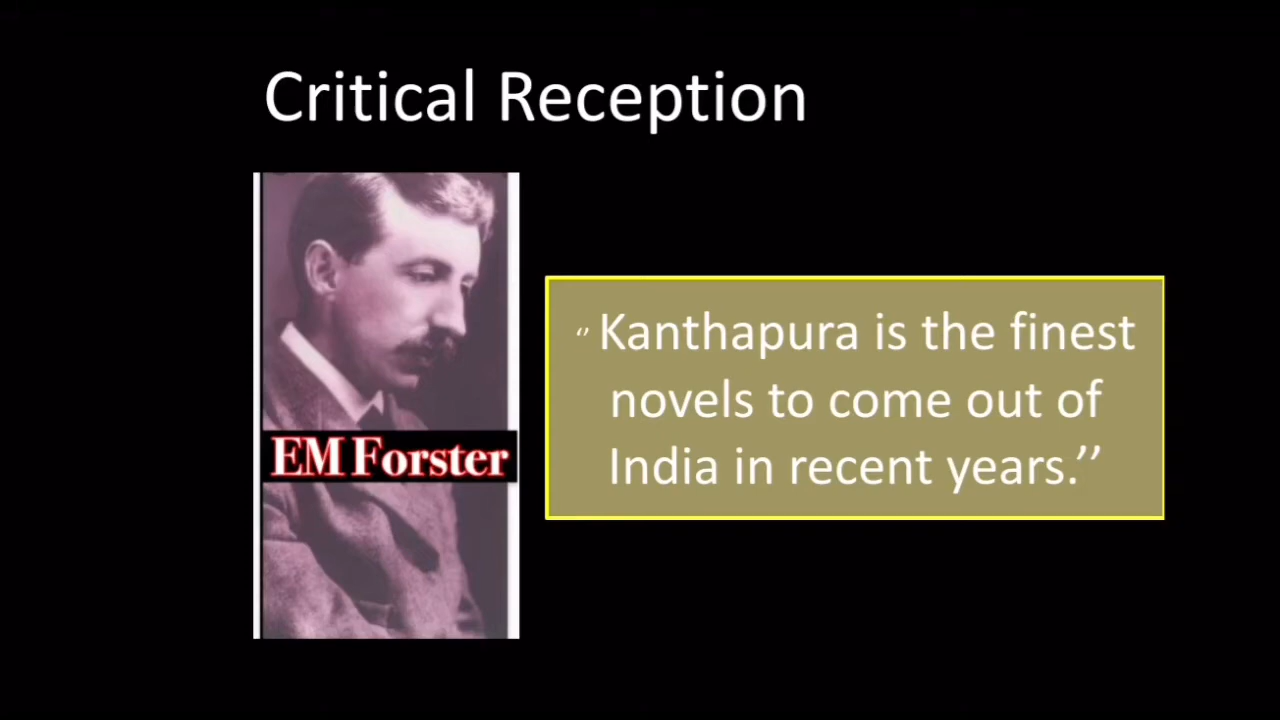 Critical Reception
EM Forster
‘‘ Kanthapura is the finest
novels to come out of
India in recent years.’’